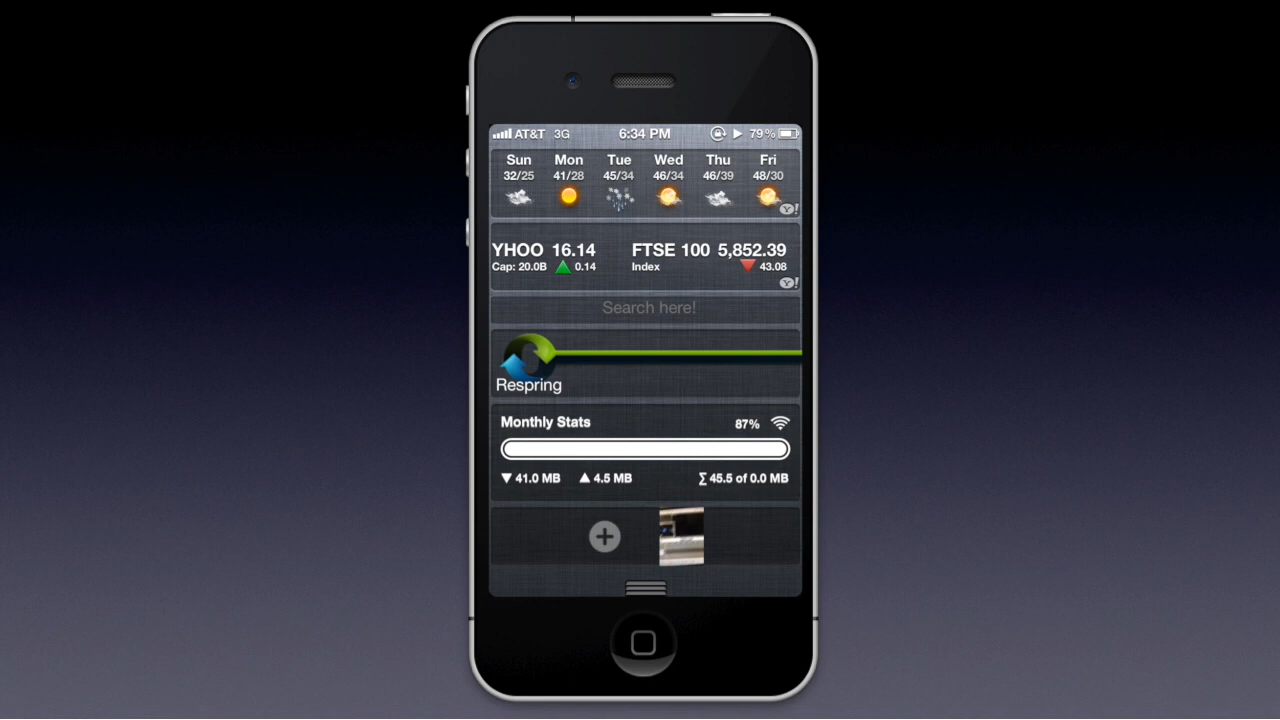 AT&T 3G 6:34 PM 79%
Sun Mon Tue Wed Thu Fri
32/25 41/28 45/34 46/34 46/39 48/30
Y!
YHOO 16.14 FTSE 100 5,852.39
Cap: 20.0B 0.14 Index 43.08
Y!
Search here!
Respring
Monthly Stats 87%
▼ 41.0 MB ▲ 4.5 MB ∑ 45.5 of 0.0 MB